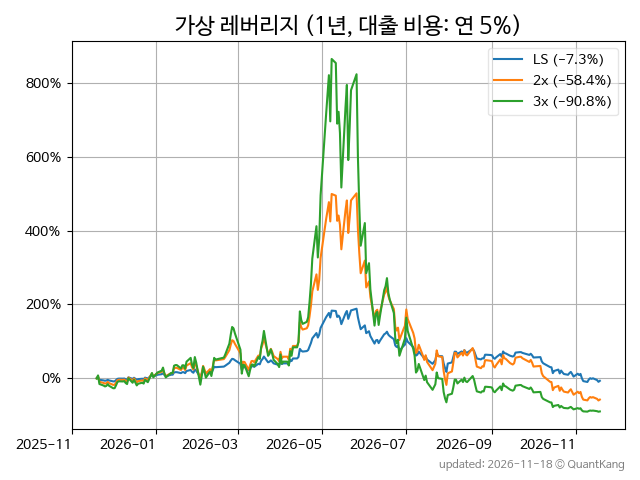 가상 레버리지 (1년, 대출 비용: 연 5%)
LS (−7.3%)
2x (−58.4%)
3x (−90.8%)
800%
600%
400%
200%
0%
2025-11 2026-01 2026-03 2026-05 2026-07 2026-09 2026-11
updated: 2026-11-18 © QuantKang